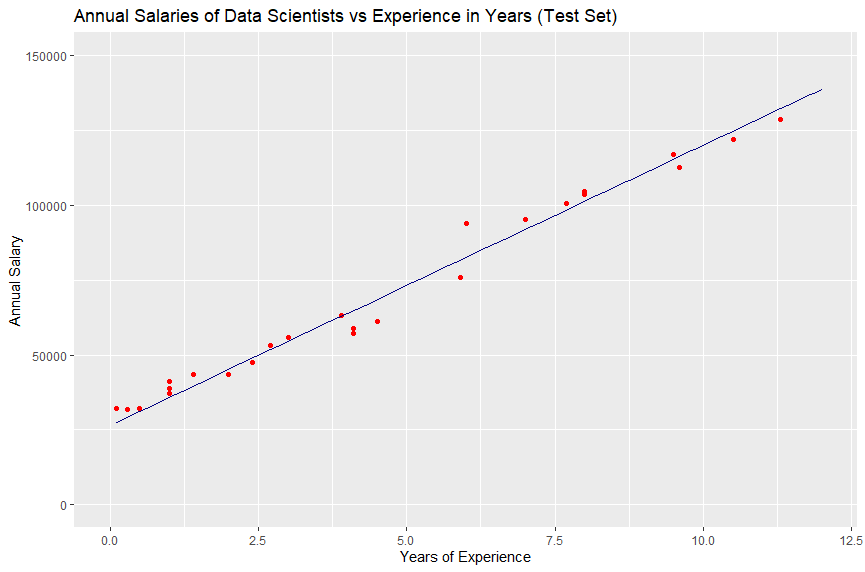 Annual Salaries of Data Scientists vs Experience in Years (Test Set)
150000
100000
50000
0
Annual Salary
0.0 2.5 5.0 7.5 10.0 12.5
Years of Experience